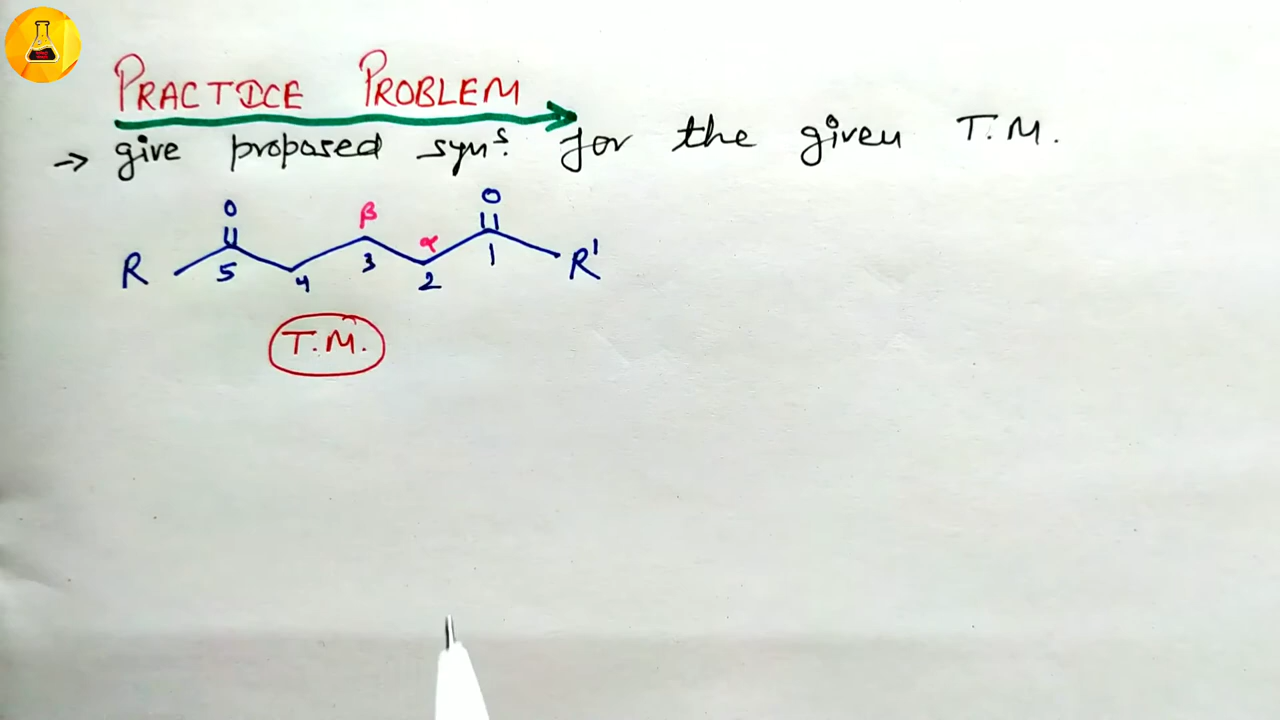 PRACTICE PROBLEM
→ give proposed synˢ. for the given T.M.
O O
β α
R 5 4 3 2 1 R'
T.M.